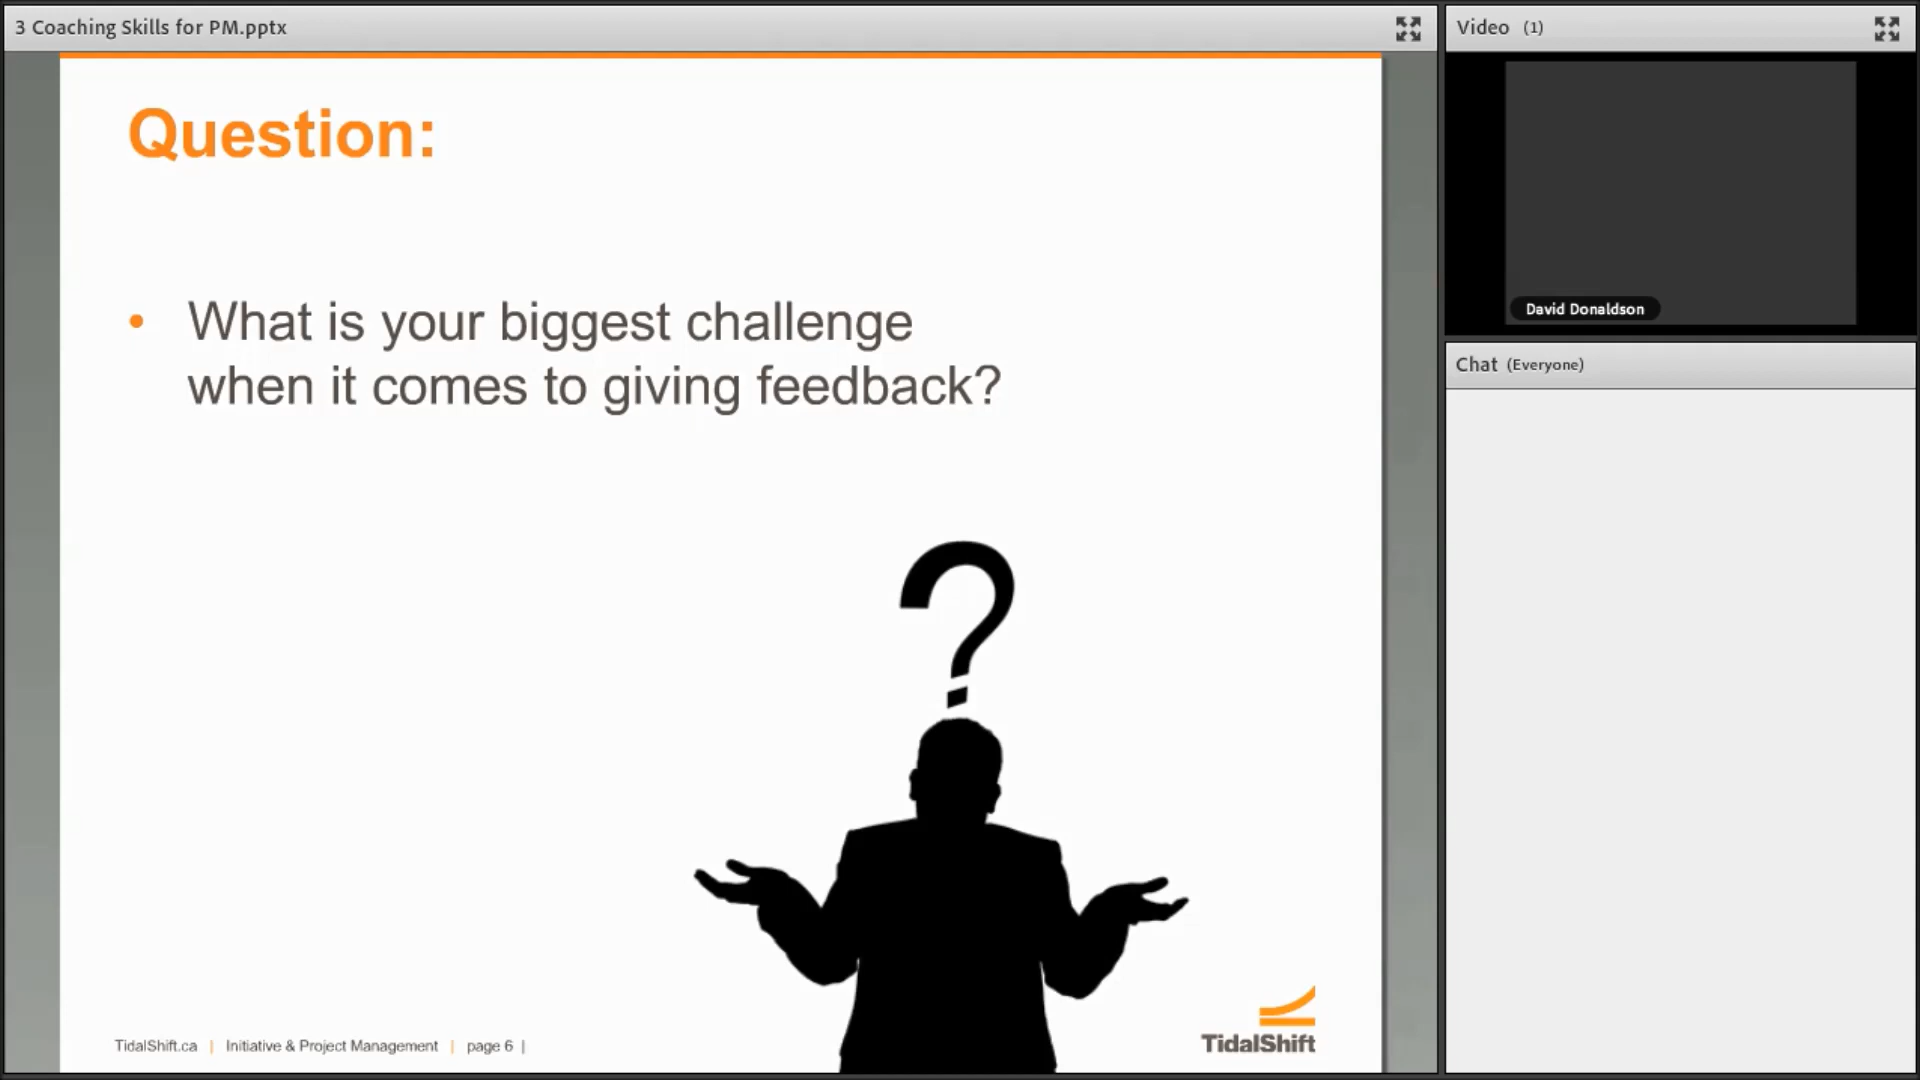 3 Coaching Skills for PM.pptx
Video (1)
David Donaldson
Chat (Everyone)
Question:
• What is your biggest challenge
when it comes to giving feedback?
?
TidalShift.ca | Initiative & Project Management | page 6 |
TidalShift